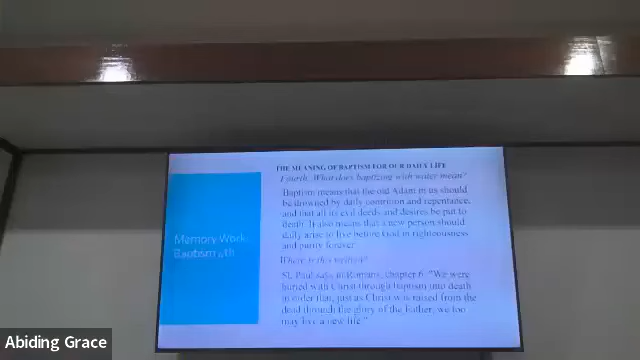 THE MEANING OF BAPTISM FOR OUR DAILY LIFE
Fourth: What does baptizing with water mean?
Baptism means that the old Adam in us should
be drowned by daily contrition and repentance,
and that all its evil deeds and desires be put to
death. It also means that a new person should
daily arise to live before God in righteousness
and purity forever.
Where is this written?
St. Paul says in Romans, chapter 6, "We were
buried with Christ through baptism into death
in order that, just as Christ was raised from the
dead through the glory of the Father, we too
may live a new life."
Memory Work:
Baptism 4th
Abiding Grace